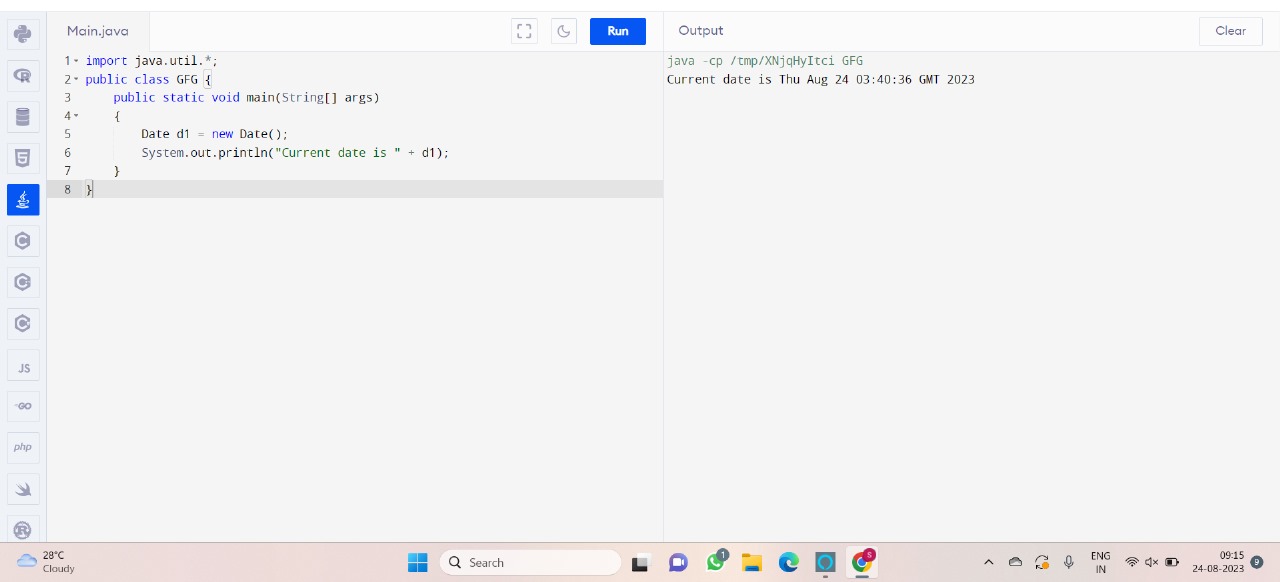 Main.java
Run
Output
Clear
1 import java.util.*;
2 public class GFG {
3 public static void main(String[] args)
4 {
5 Date d1 = new Date();
6 System.out.println("Current date is " + d1);
7 }
8 }
java -cp /tmp/XNjqHyItci GFG
Current date is Thu Aug 24 03:40:36 GMT 2023
R
5
C
C
C
JS
GO
php
R
28°C
Cloudy
Search
1
S
ENG
IN
09:15
24-08-2023
9